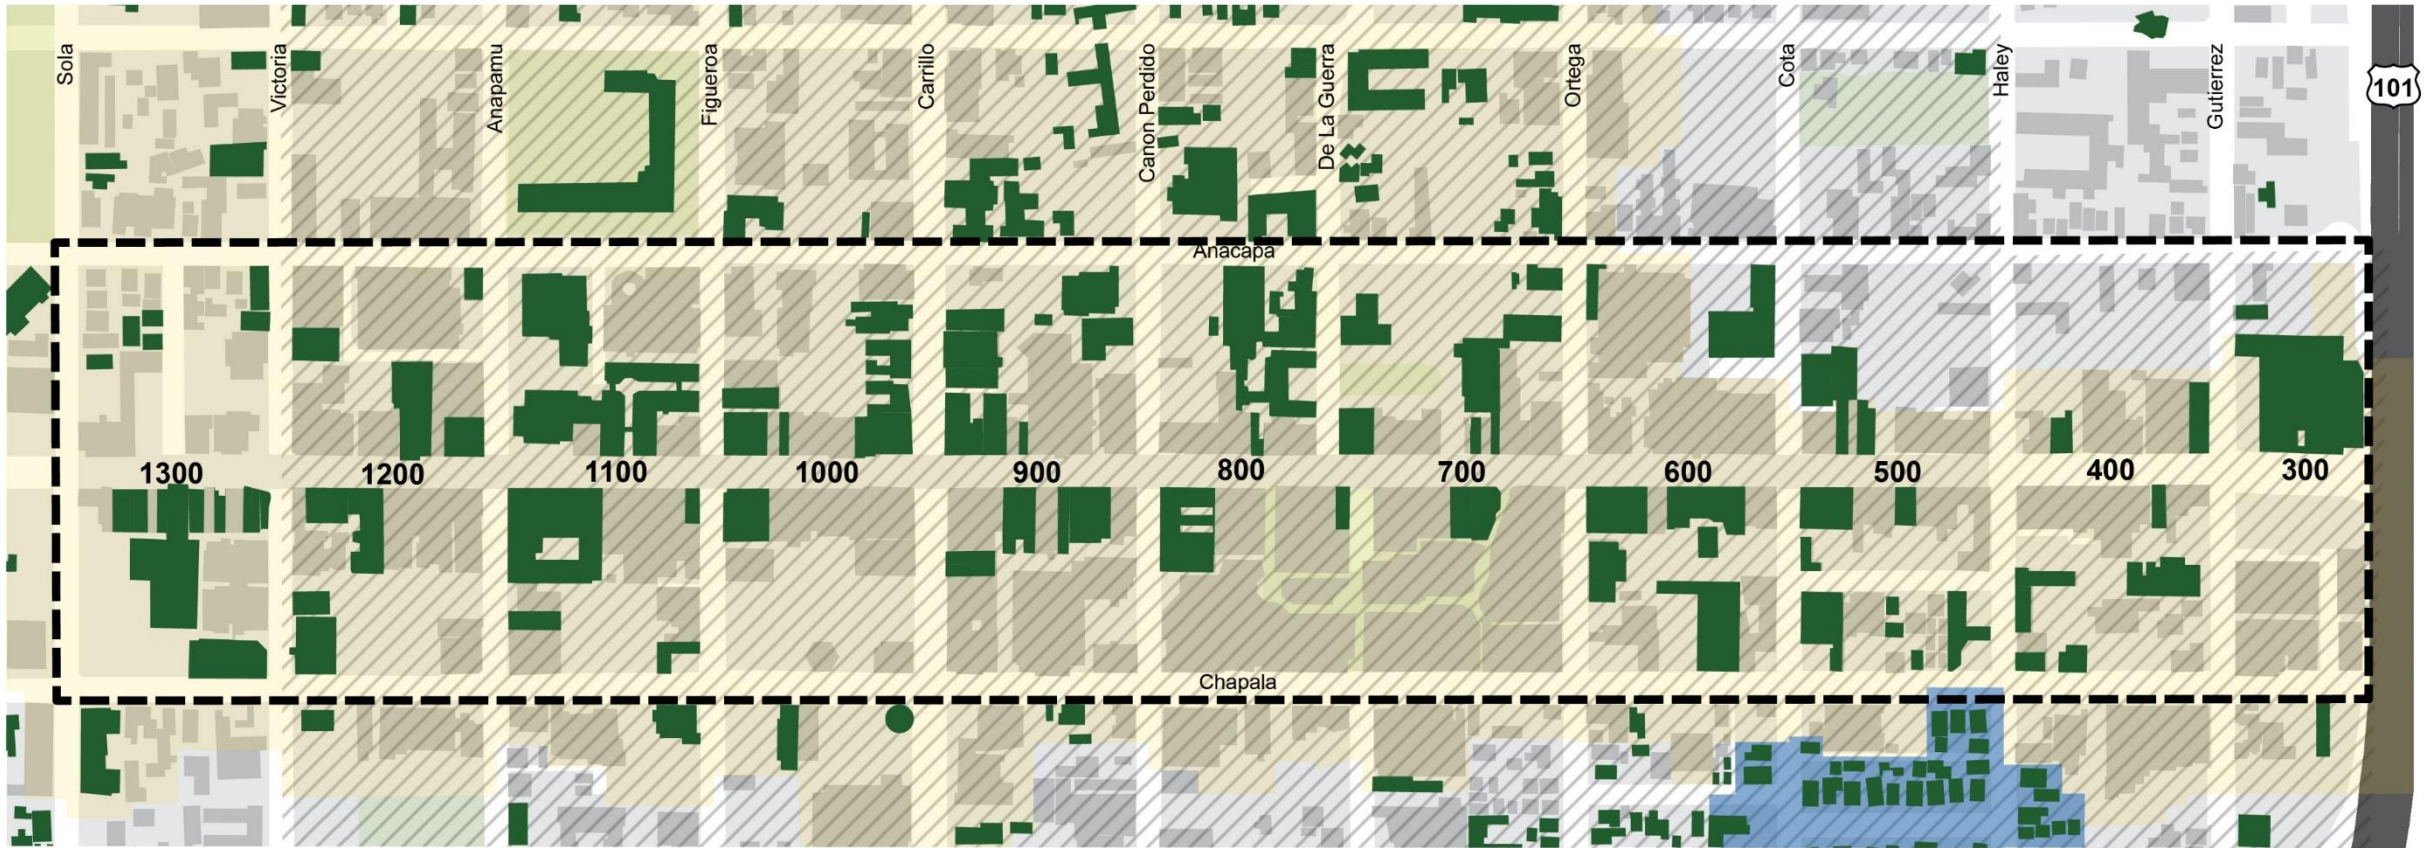 Sola
Victoria
Anapamu
Figueroa
Carrillo
Canon Perdido
De La Guerra
Ortega
Cota
Haley
Gutierrez
101
Anacapa
1300
1200
1100
1000
900
800
700
600
500
400
300
Chapala